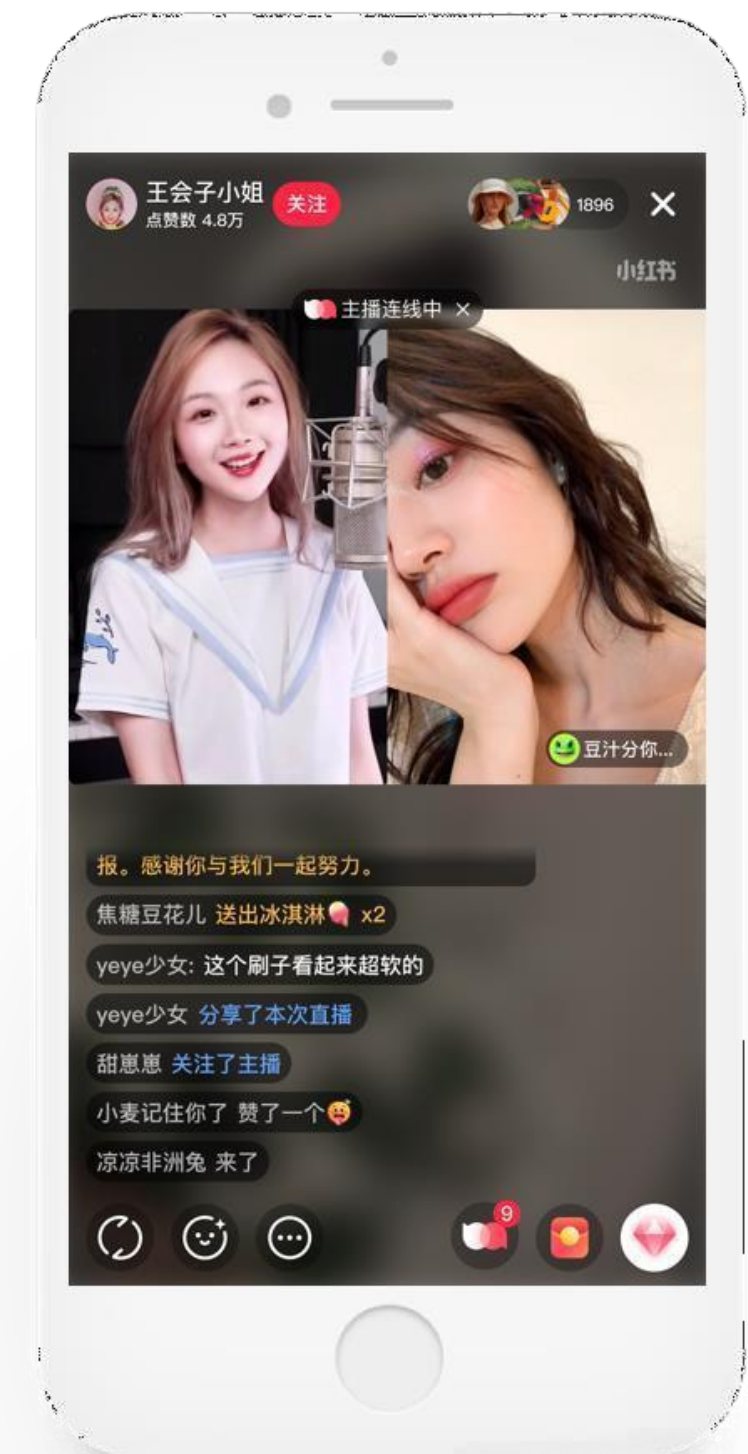 王会子小姐
点赞数 4.8万
关注
1896
小红书
主播连线中
豆汁分你...
报。感谢你与我们一起努力。
焦糖豆花儿 送出冰淇淋 x2
yeye少女: 这个刷子看起来超软的
yeye少女 分享了本次直播
甜崽崽 关注了主播
小麦记住你了 赞了一个
凉凉非洲兔 来了
9